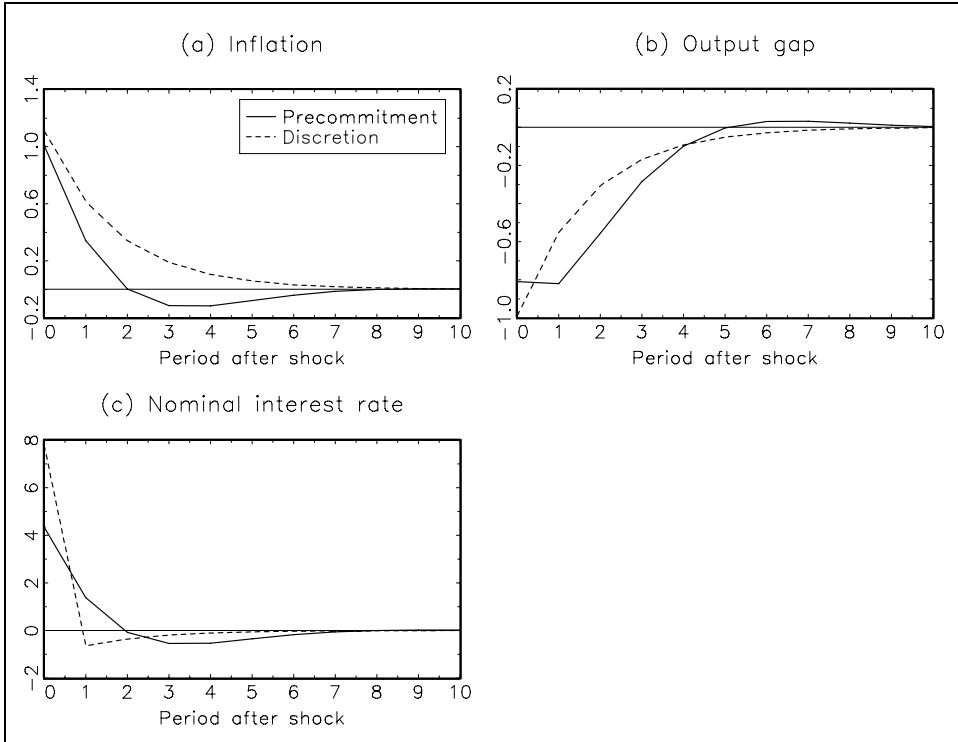 (a) Inflation
1.4
1.0
0.6
0.2
-0.2
Precommitment
Discretion
0 1 2 3 4 5 6 7 8 9 10
Period after shock
(b) Output gap
0.2
-0.2
-0.6
-1.0
0 1 2 3 4 5 6 7 8 9 10
Period after shock
(c) Nominal interest rate
8
6
4
2
0
-2
0 1 2 3 4 5 6 7 8 9 10
Period after shock